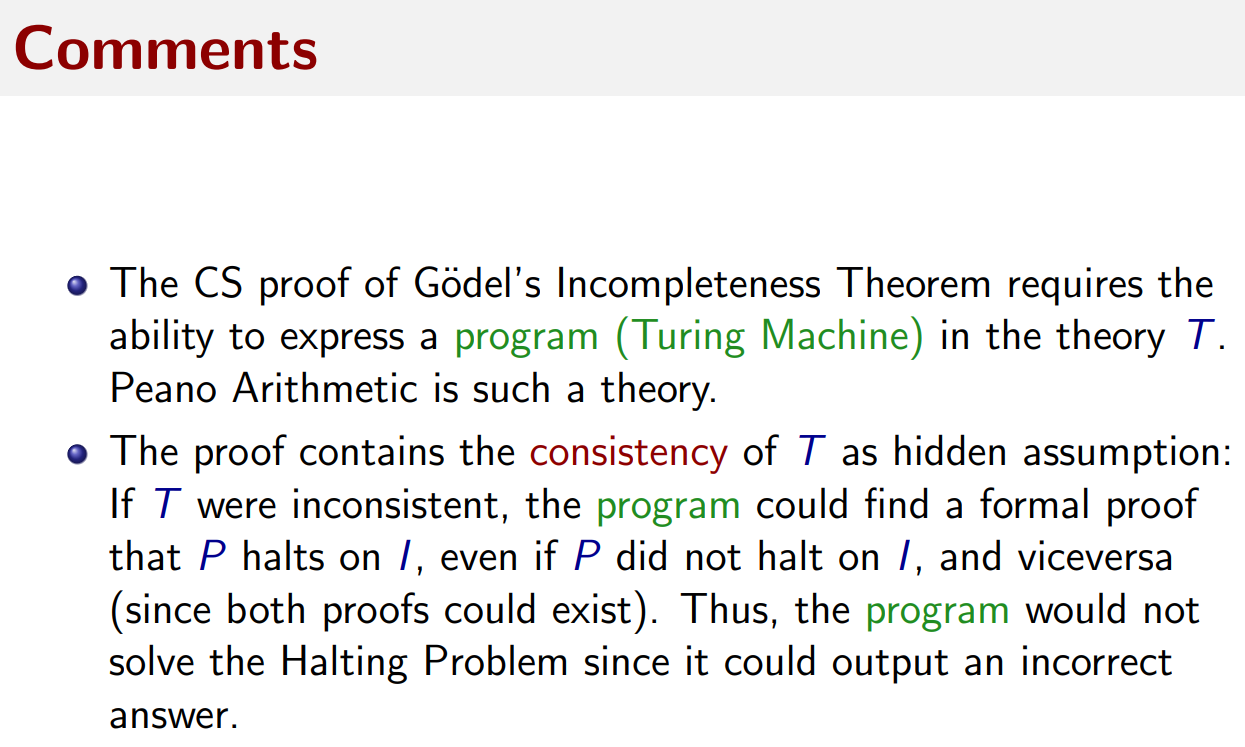 Comments
The CS proof of Gödel's Incompleteness Theorem requires the
ability to express a program (Turing Machine) in the theory T.
Peano Arithmetic is such a theory.
The proof contains the consistency of T as hidden assumption:
If T were inconsistent, the program could find a formal proof
that P halts on I, even if P did not halt on I, and viceversa
(since both proofs could exist). Thus, the program would not
solve the Halting Problem since it could output an incorrect
answer.